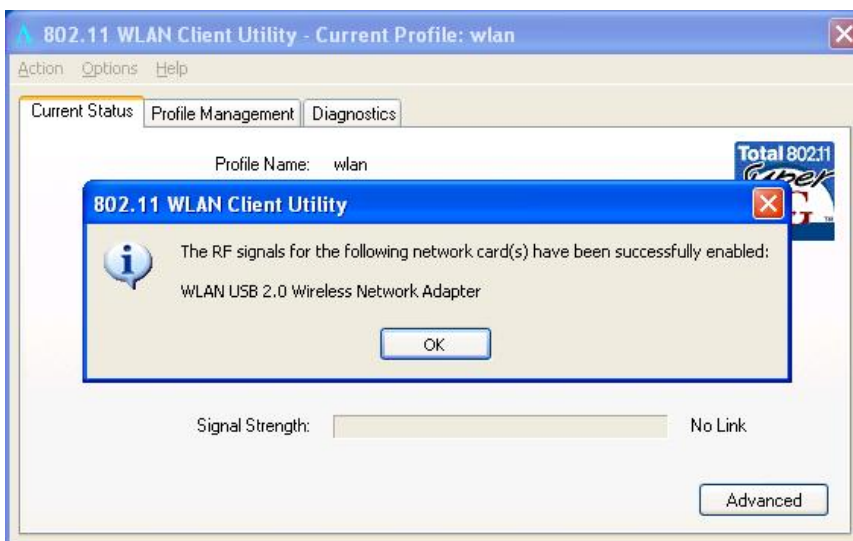 802.11 WLAN Client Utility - Current Profile: wlan
Action Options Help
Current Status Profile Management Diagnostics
Profile Name: wlan
Total 802.11
Super
G
802.11 WLAN Client Utility
The RF signals for the following network card(s) have been successfully enabled:
WLAN USB 2.0 Wireless Network Adapter
OK
Signal Strength: No Link
Advanced